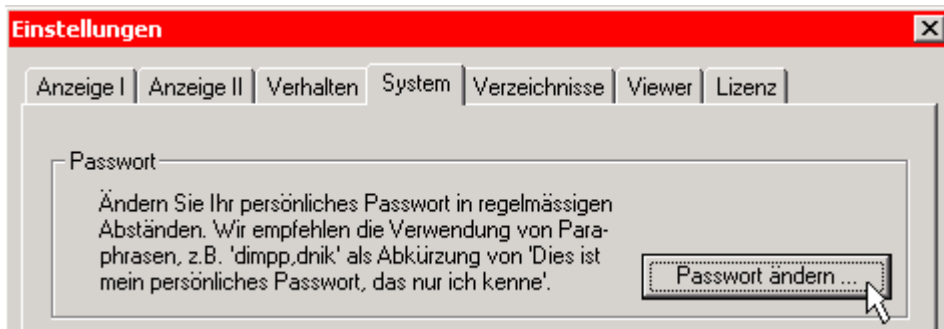 Einstellungen
Anzeige I Anzeige II Verhalten System Verzeichnisse Viewer Lizenz
Passwort
Ändern Sie Ihr persönliches Passwort in regelmässigen
Abständen. Wir empfehlen die Verwendung von Para-
phrasen, z.B. 'dimpp,dnik' als Abkürzung von 'Dies ist
mein persönliches Passwort, das nur ich kenne'.
Passwort ändern ...